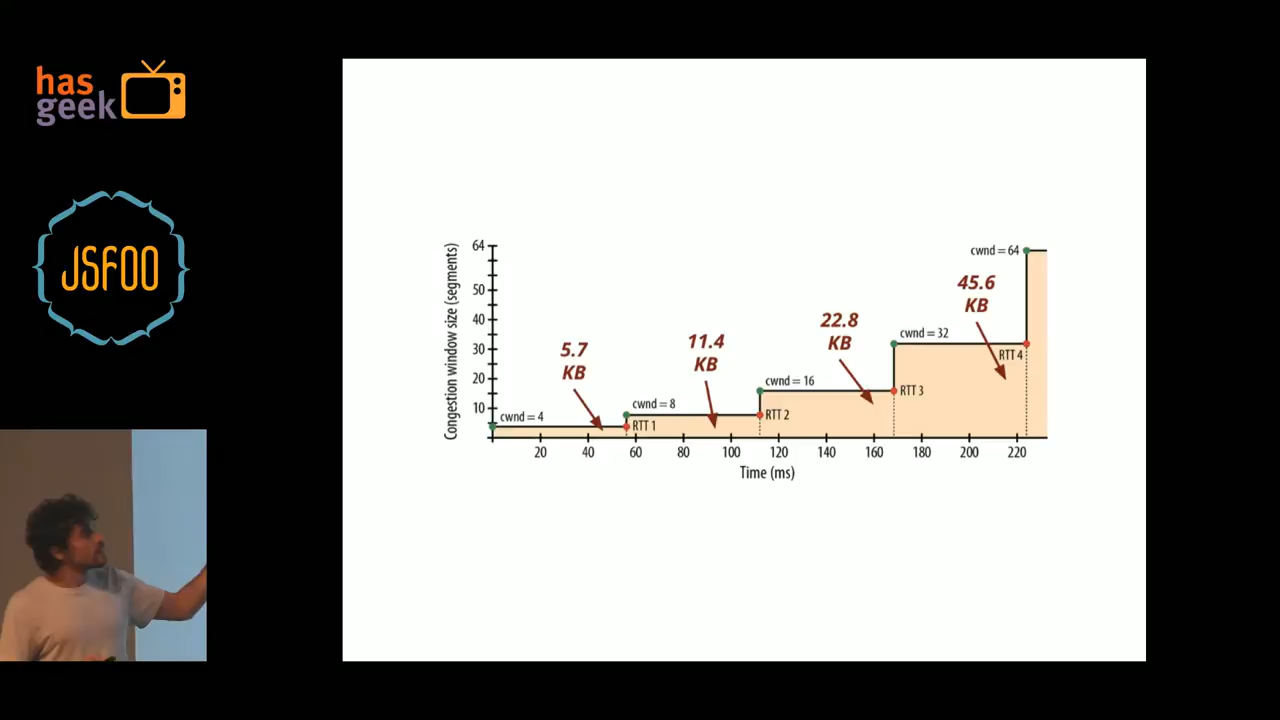 has
geek
JSFOO
Congestion window size (segments)
64
50
40
30
20
10
cwnd = 4
5.7
KB
RTT 1
cwnd = 8
11.4
KB
RTT 2
cwnd = 16
22.8
KB
RTT 3
cwnd = 32
45.6
KB
RTT 4
cwnd = 64
20 40 60 80 100 120 140 160 180 200 220
Time (ms)